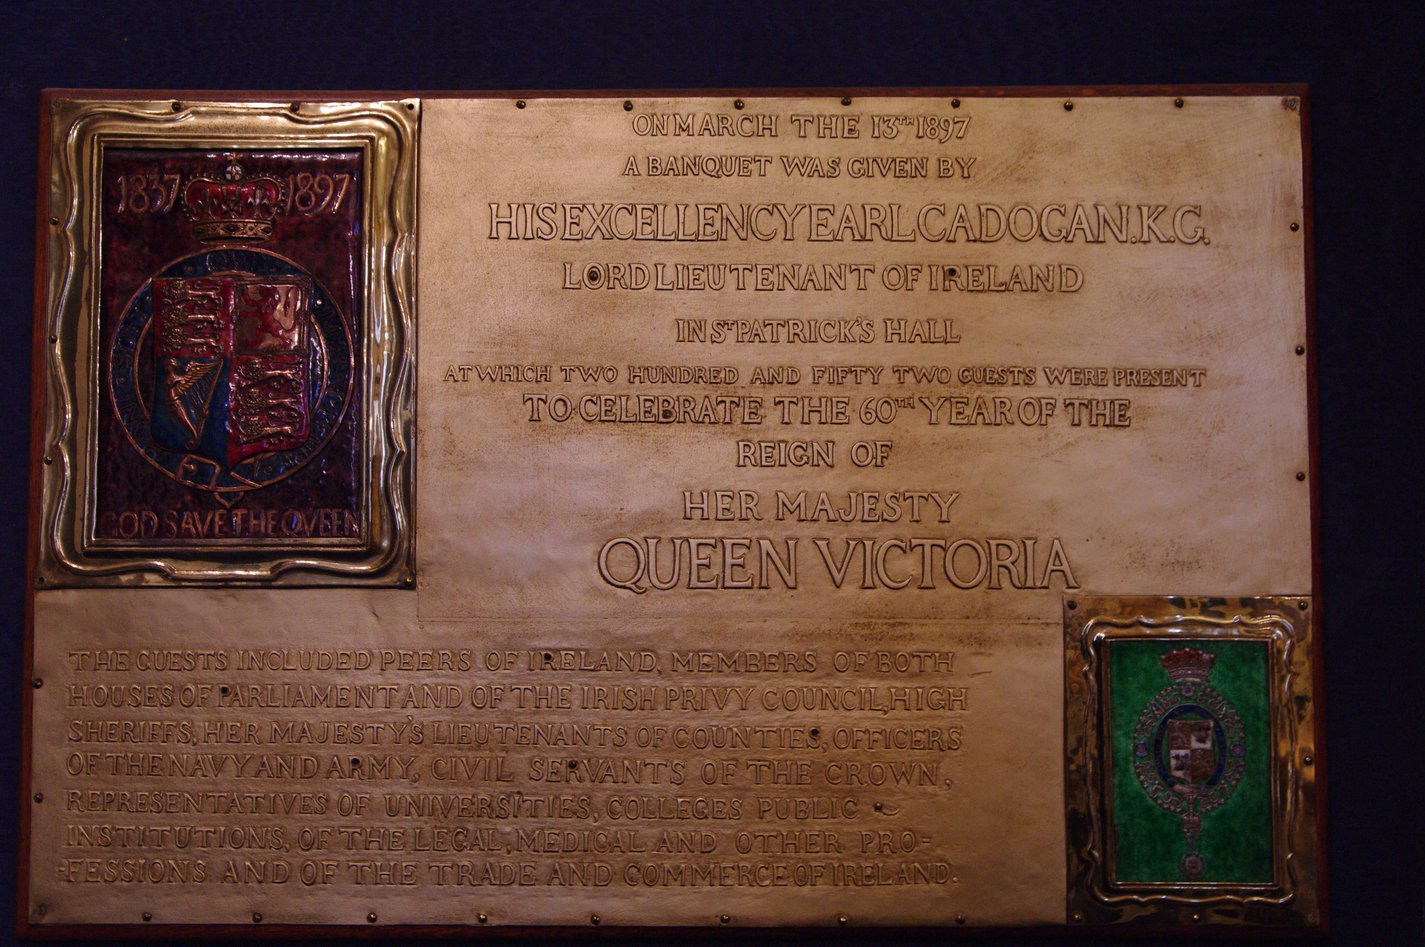 1837 1897
GOD SAVE THE QVEEN
ON MARCH THE 13TH 1897
A BANQUET WAS GIVEN BY
HIS EXCELLENCY EARL CADOGAN. K.G.
LORD LIEUTENANT OF IRELAND
IN ST PATRICK'S HALL
AT WHICH TWO HUNDRED AND FIFTY TWO GUESTS WERE PRESENT
TO CELEBRATE THE 60TH YEAR OF THE
REIGN OF
HER MAJESTY
QUEEN VICTORIA
THE GUESTS INCLUDED PEERS OF IRELAND, MEMBERS OF BOTH
HOUSES OF PARLIAMENT AND OF THE IRISH PRIVY COUNCIL, HIGH
SHERIFFS, HER MAJESTY'S LIEUTENANTS OF COUNTIES, OFFICERS
OF THE NAVY AND ARMY, CIVIL SERVANTS OF THE CROWN,
REPRESENTATIVES OF UNIVERSITIES, COLLEGES PUBLIC
INSTITUTIONS, OF THE LEGAL, MEDICAL AND OTHER PRO-
-FESSIONS AND OF THE TRADE AND COMMERCE OF IRELAND.